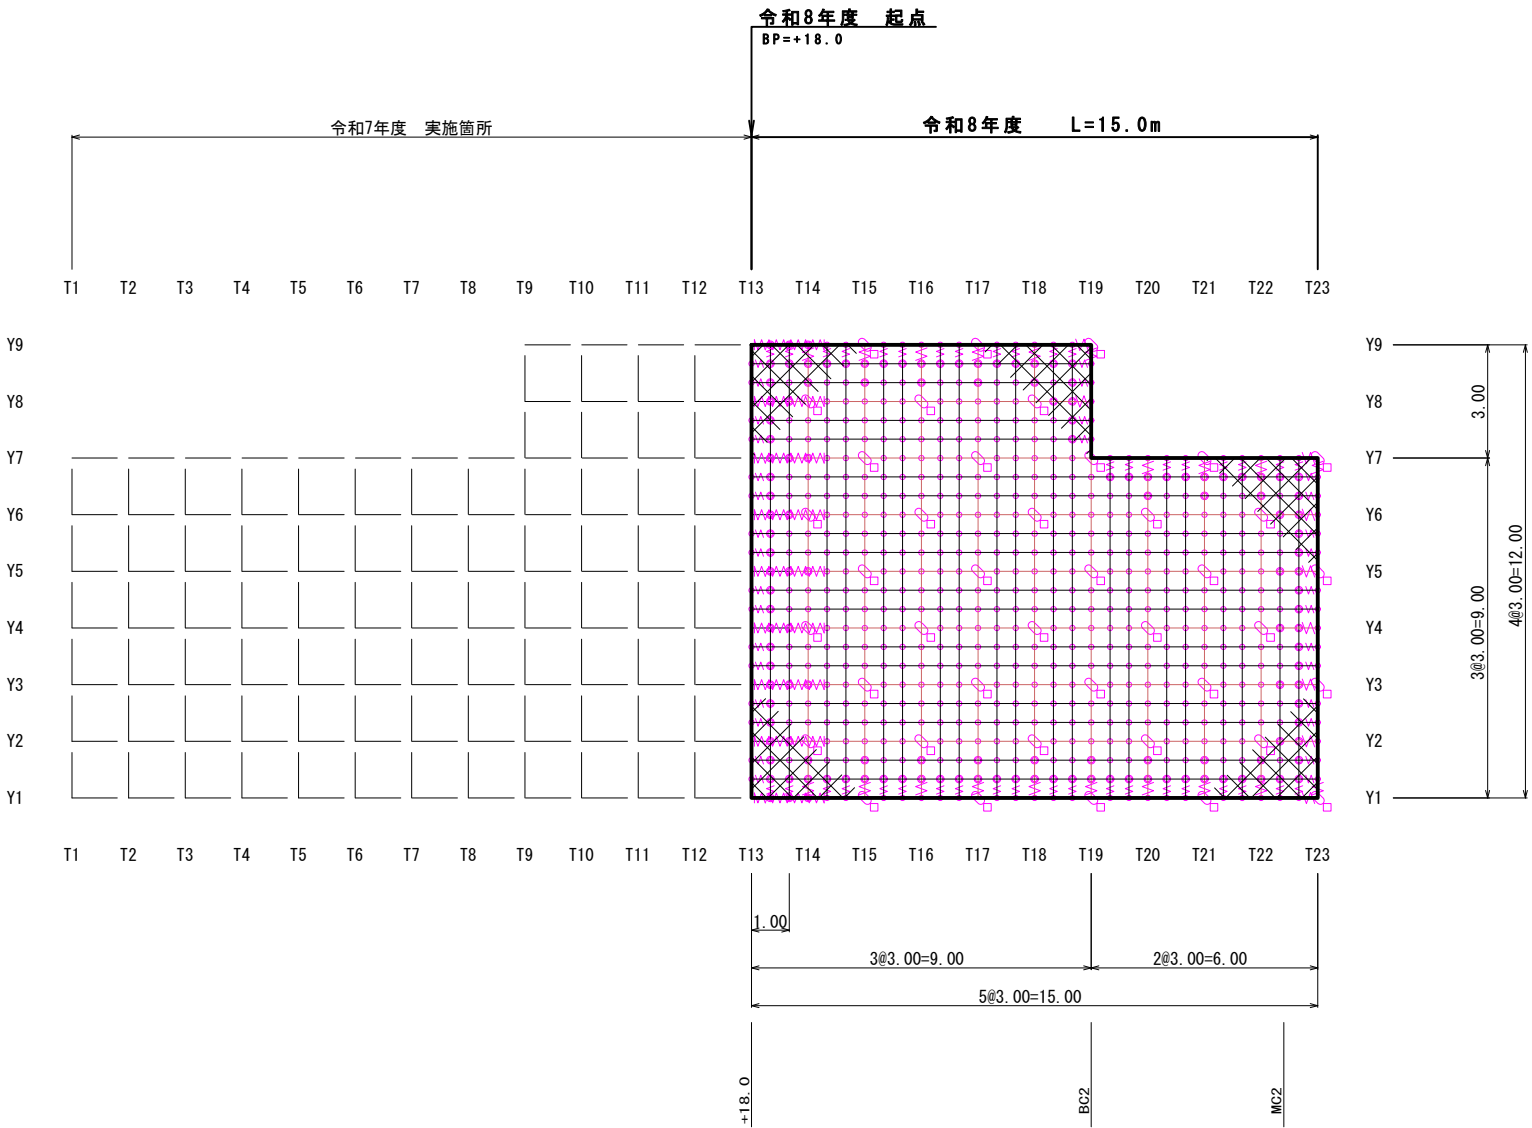 令和8年度　起点
BP=+18.0
令和7年度　実施箇所
令和8年度　　L=15.0m
T1 T2 T3 T4 T5 T6 T7 T8 T9 T10 T11 T12 T13 T14 T15 T16 T17 T18 T19 T20 T21 T22 T23
Y9 Y9
Y8 Y8
Y7 Y7
Y6 Y6
Y5 Y5
Y4 Y4
Y3 Y3
Y2 Y2
Y1 Y1
3.00
3@3.00=9.00
4@3.00=12.00
T1 T2 T3 T4 T5 T6 T7 T8 T9 T10 T11 T12 T13 T14 T15 T16 T17 T18 T19 T20 T21 T22 T23
1.00
3@3.00=9.00 2@3.00=6.00
5@3.00=15.00
+18.0 BC2 MC2